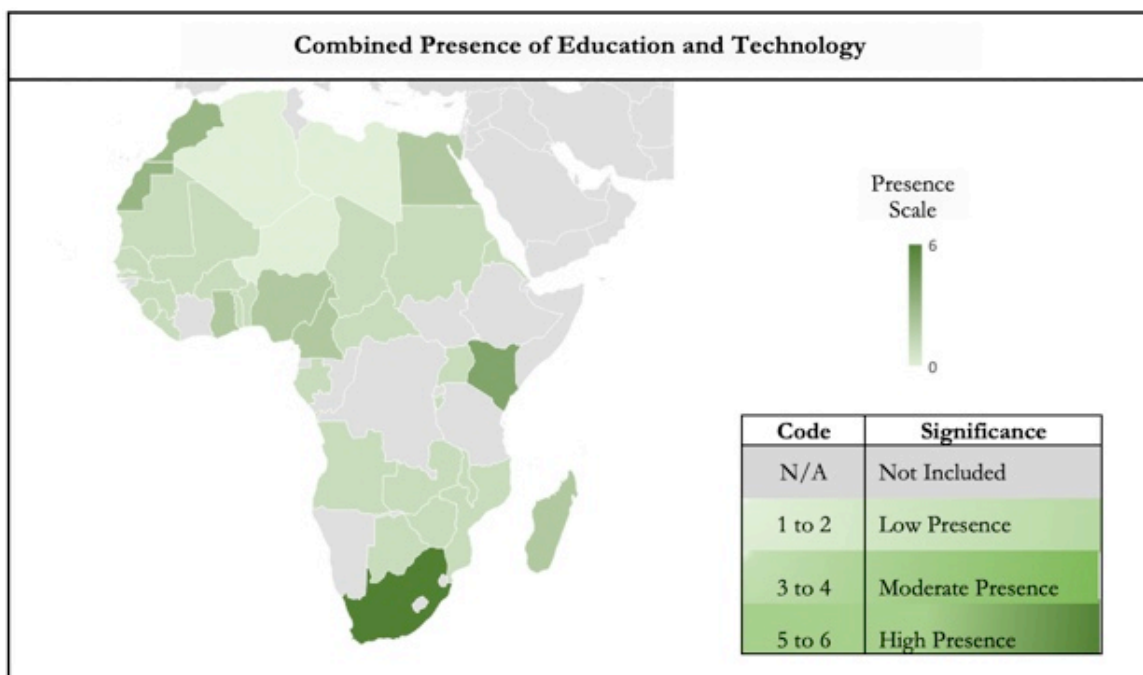 Combined Presence of Education and Technology
Presence
Scale
6
0
Code Significance
N/A Not Included
1 to 2 Low Presence
3 to 4 Moderate Presence
5 to 6 High Presence